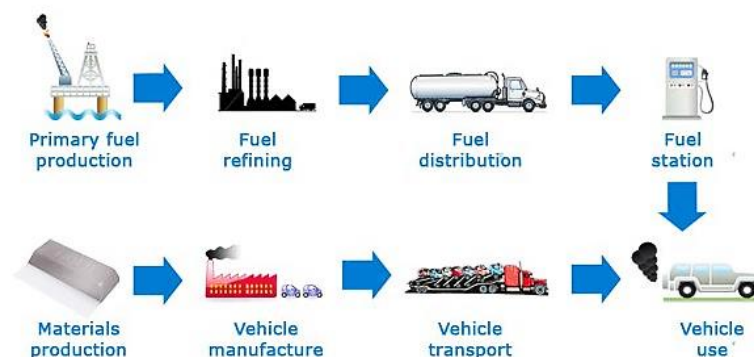 Primary fuel
production
Fuel
refining
Fuel
distribution
Fuel
station
Materials
production
Vehicle
manufacture
Vehicle
transport
Vehicle
use